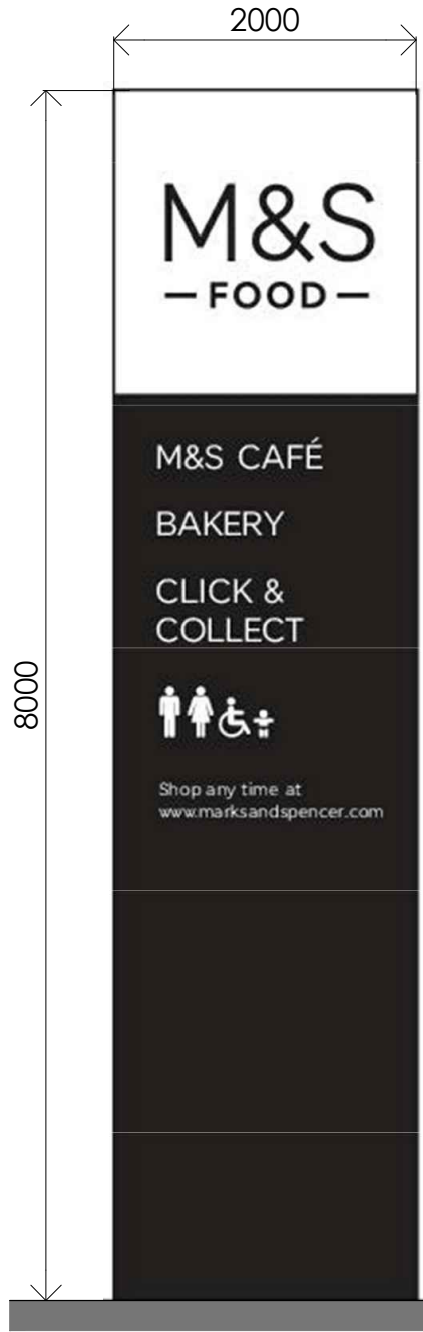 2000
8000
M&S
—FOOD—
M&S CAFÉ
BAKERY
CLICK &
COLLECT
Shop any time at
www.marksandspencer.com